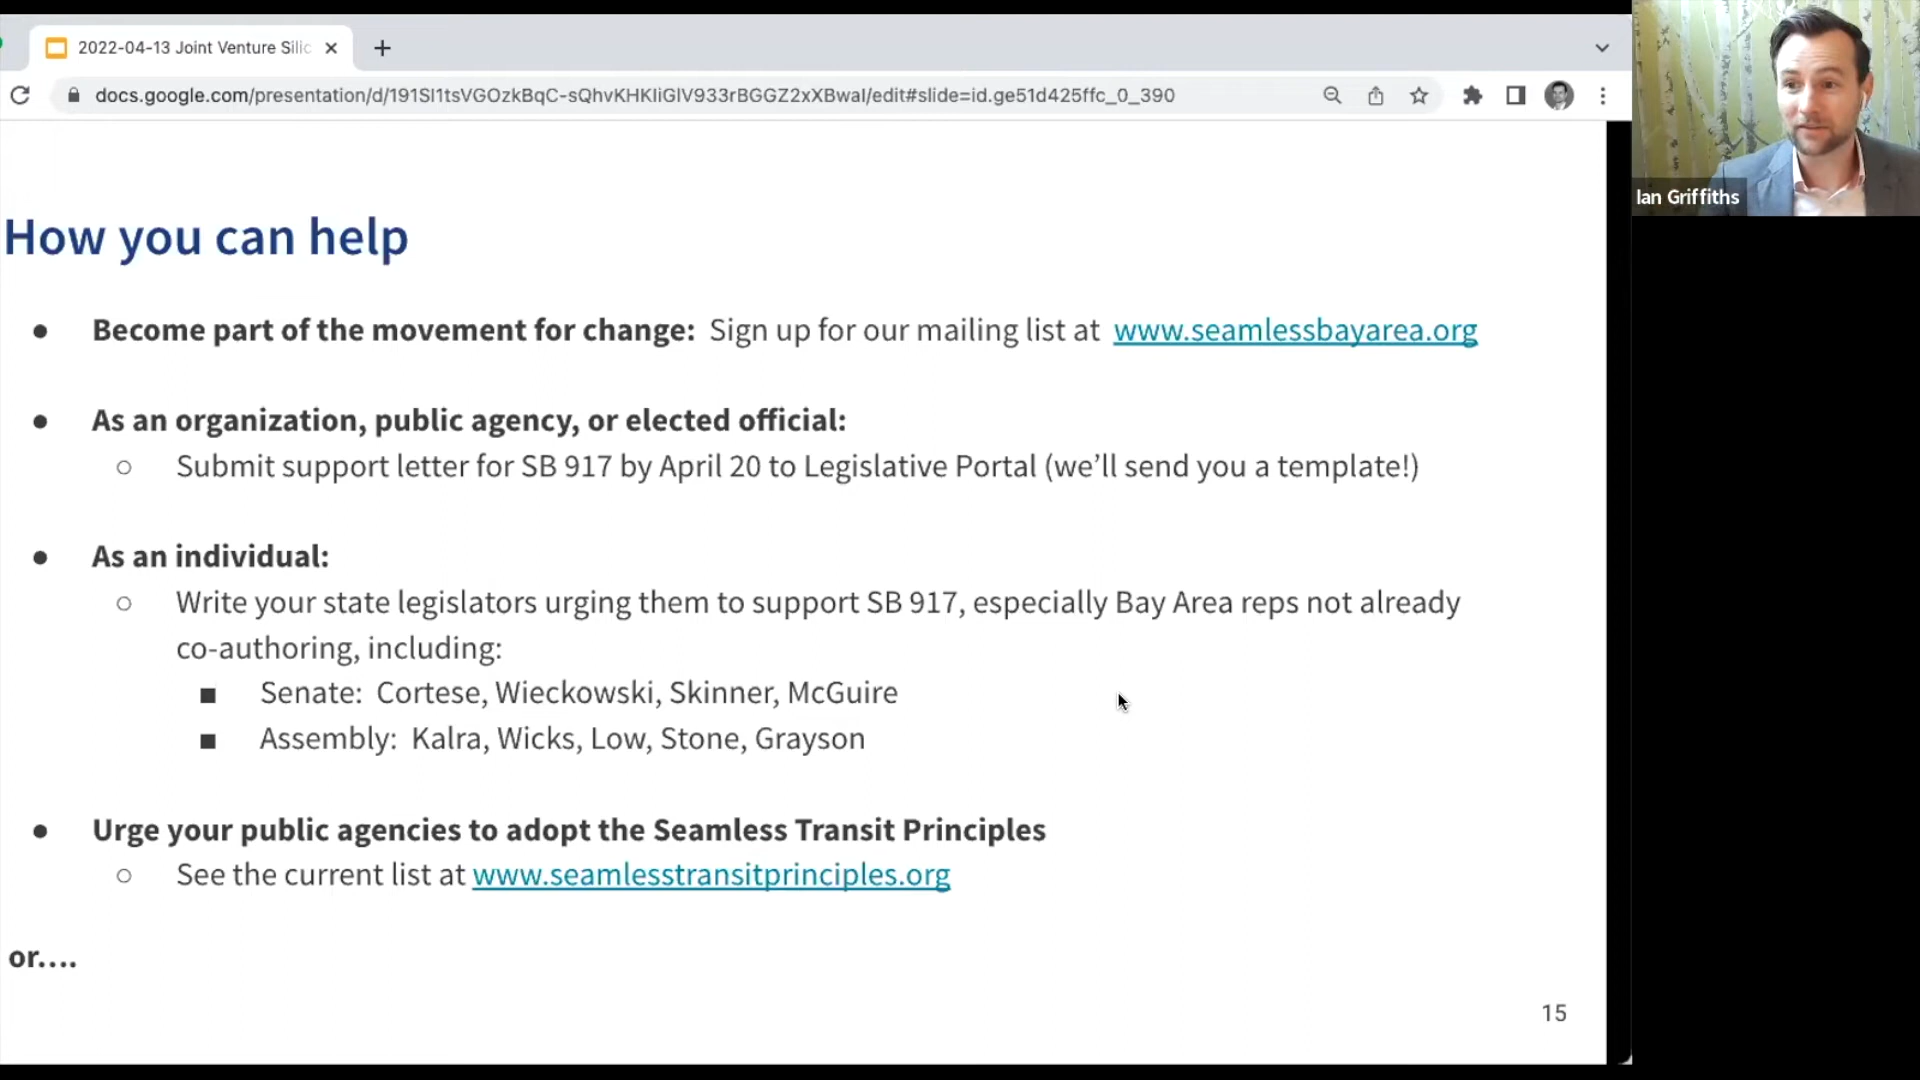 2022-04-13 Joint Venture Silic
docs.google.com/presentation/d/191SI1tsVGOzkBqC-sQhvKHKIiGIV933rBGGZ2xXBwaI/edit#slide=id.ge51d425ffc_0_390
Ian Griffiths
How you can help
● Become part of the movement for change: Sign up for our mailing list at www.seamlessbayarea.org
● As an organization, public agency, or elected official:
○ Submit support letter for SB 917 by April 20 to Legislative Portal (we’ll send you a template!)
● As an individual:
○ Write your state legislators urging them to support SB 917, especially Bay Area reps not already
co-authoring, including:
■ Senate: Cortese, Wieckowski, Skinner, McGuire
■ Assembly: Kalra, Wicks, Low, Stone, Grayson
● Urge your public agencies to adopt the Seamless Transit Principles
○ See the current list at www.seamlesstransitprinciples.org
or....
15